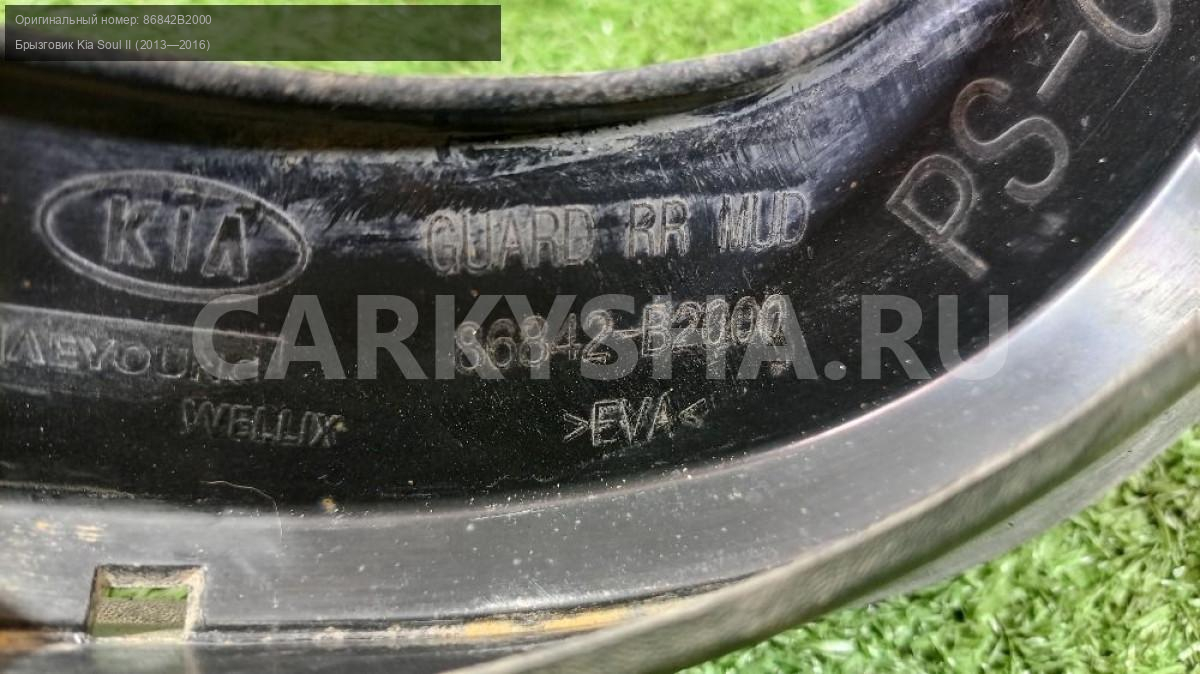 Оригинальный номер: 86842B2000
Брызговик Kia Soul II (2013—2016)
PS-
KIA
GUARD RR MUD
CARKYSHA.RU
86842-B2000
WELLIX
>EVA<